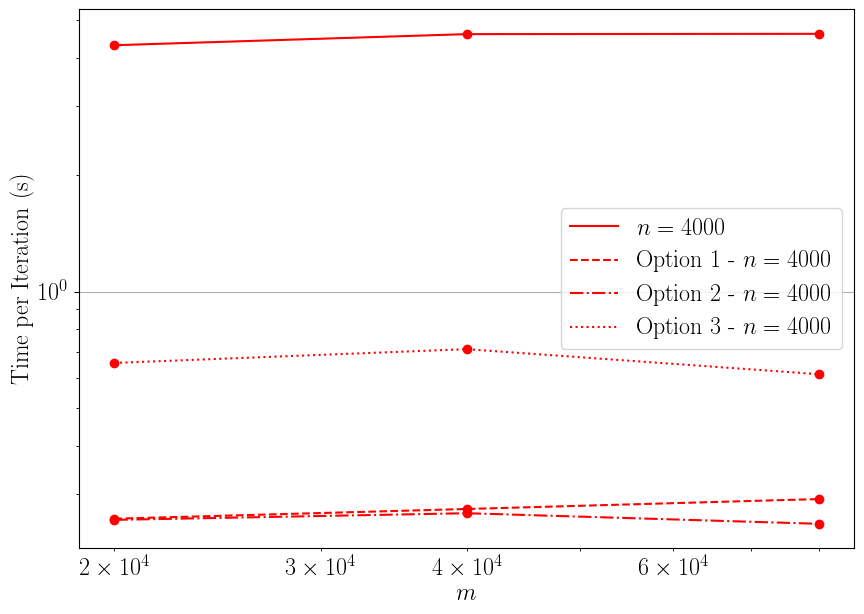 Time per Iteration (s)
10^0
n = 4000
Option 1 - n = 4000
Option 2 - n = 4000
Option 3 - n = 4000
2 × 10^4 3 × 10^4 4 × 10^4 6 × 10^4
m